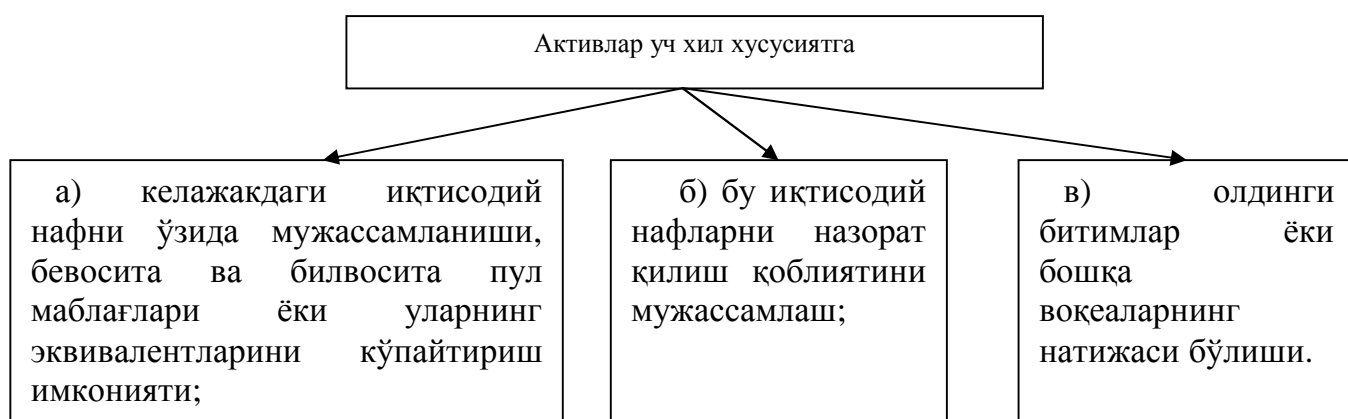 Активлар уч хил хусусиятга
а) келажакдаги иқтисодий
нафни ўзида мужассамланиши,
бевосита ва билвосита пул
маблағлари ёки уларнинг
эквивалентларини кўпайтириш
имконияти;
б) бу иқтисодий
нафларни назорат
қилиш қоблиятини
мужассамлаш;
в) олдинги
битимлар ёки
бошқа
воқеаларнинг
натижаси бўлиши.